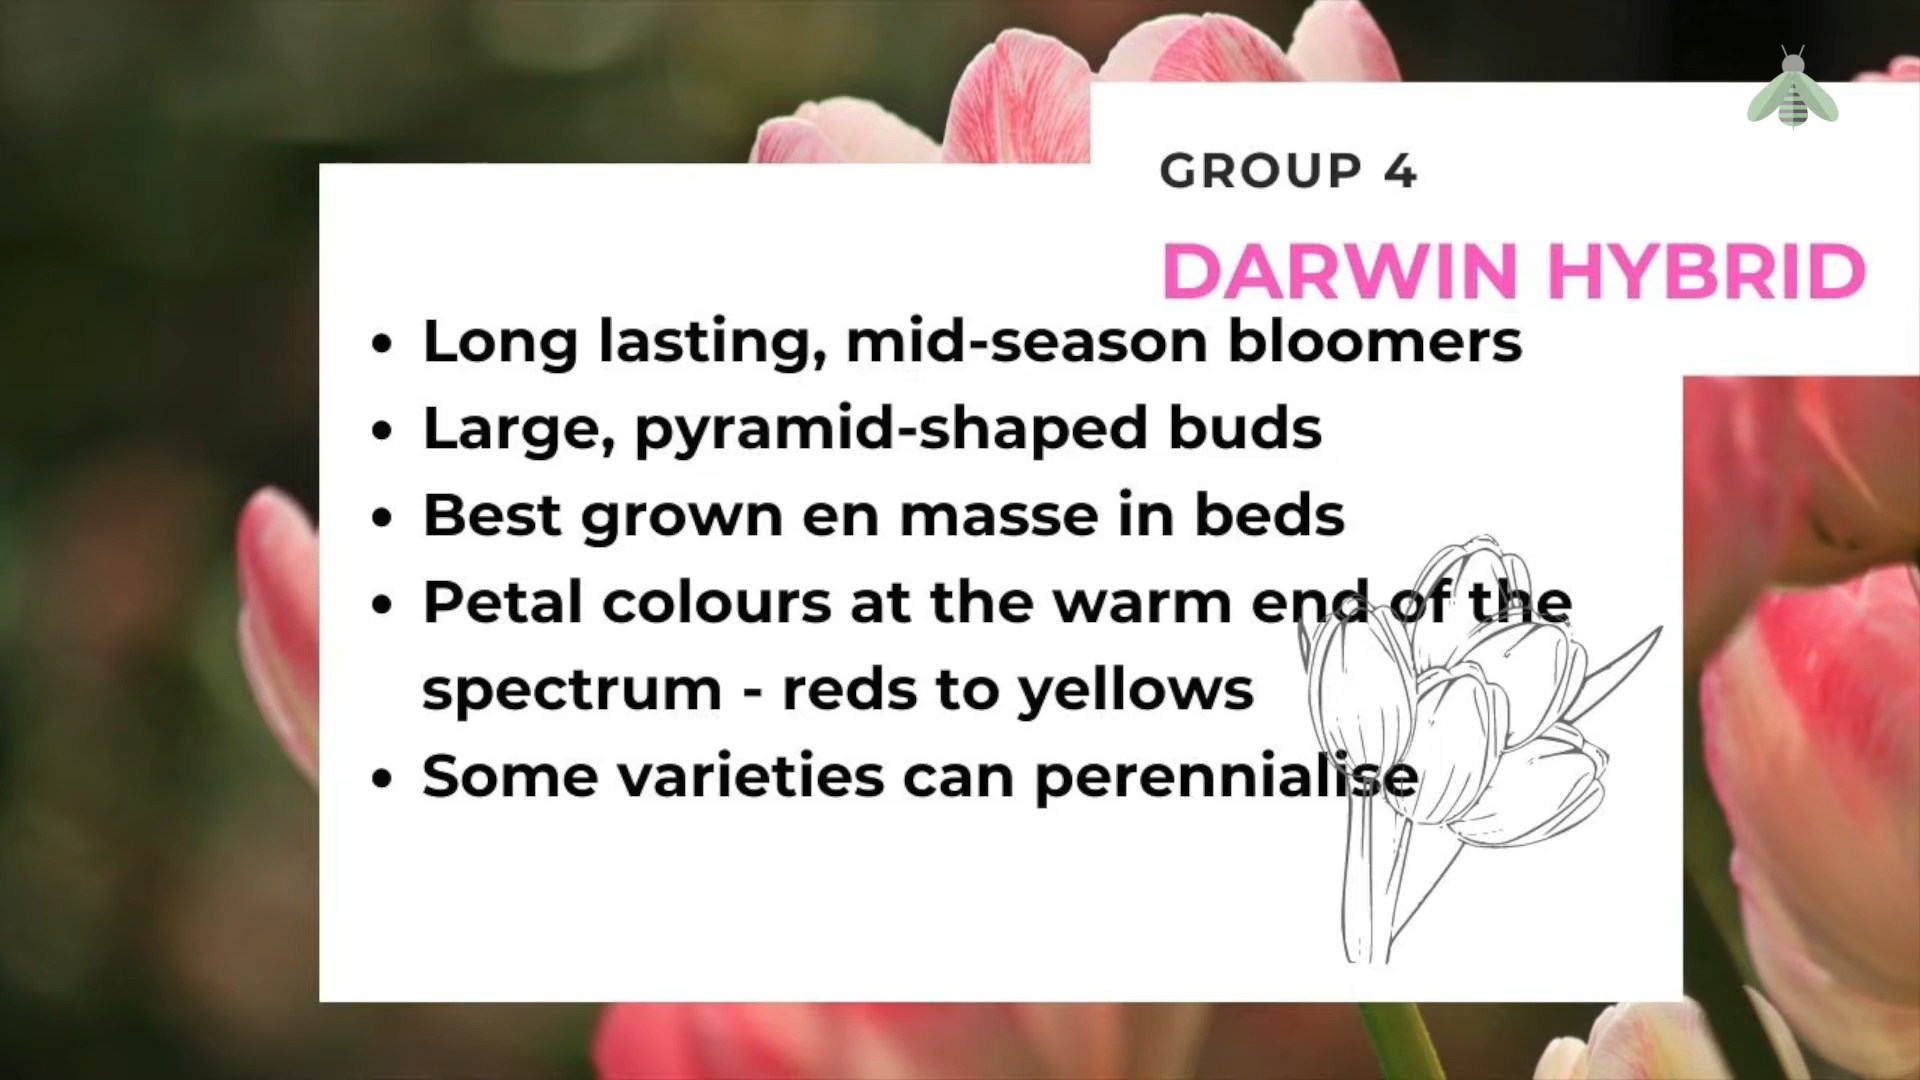 GROUP 4
DARWIN HYBRID
• Long lasting, mid-season bloomers
• Large, pyramid-shaped buds
• Best grown en masse in beds
• Petal colours at the warm end of the
spectrum - reds to yellows
• Some varieties can perennialise